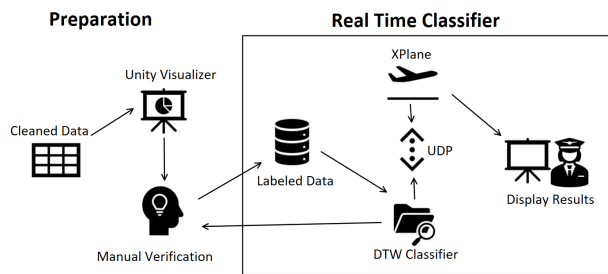 Preparation
Real Time Classifier
XPlane
Unity Visualizer
Cleaned Data
UDP
Labeled Data
Display Results
Manual Verification
DTW Classifier